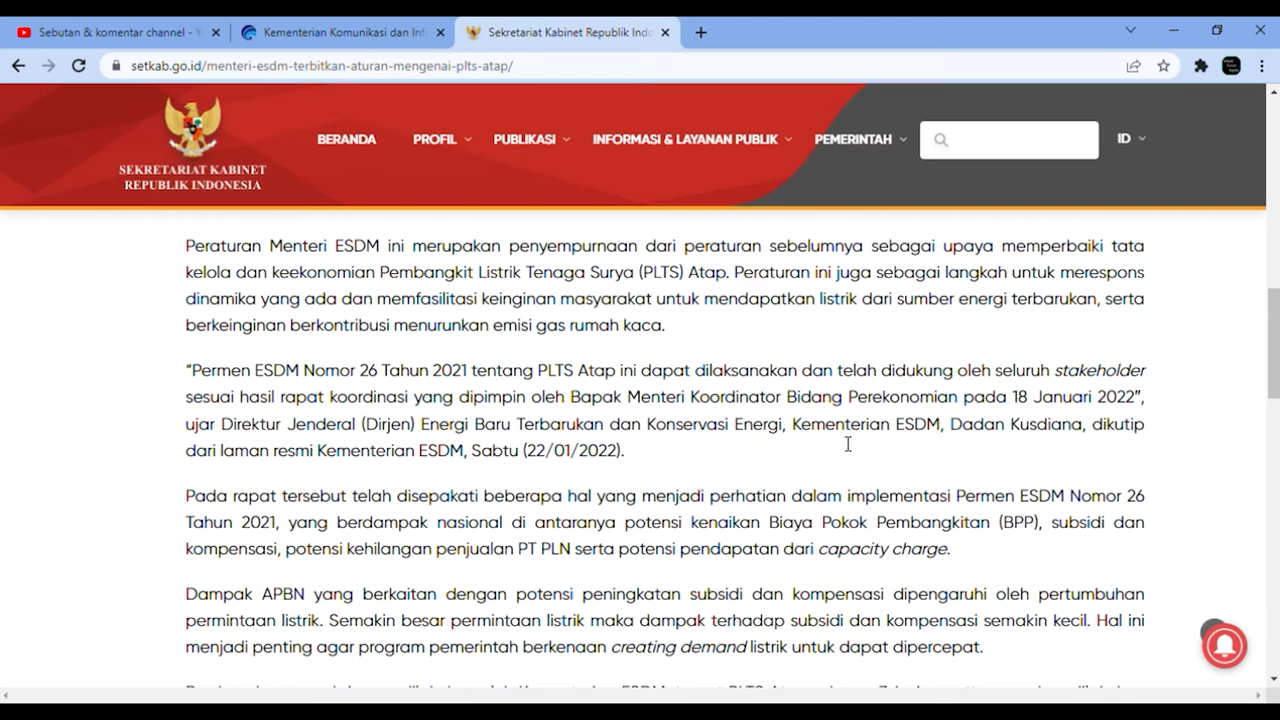 Sebutan & komentar channel - Y
Kementerian Komunikasi dan Inf
Sekretariat Kabinet Republik Indo
setkab.go.id/menteri-esdm-terbitkan-aturan-mengenai-plts-atap/
SEKRETARIAT KABINET
REPUBLIK INDONESIA
BERANDA
PROFIL
PUBLIKASI
INFORMASI & LAYANAN PUBLIK
PEMERINTAH
ID
Peraturan Menteri ESDM ini merupakan penyempurnaan dari peraturan sebelumnya sebagai upaya memperbaiki tata
kelola dan keekonomian Pembangkit Listrik Tenaga Surya (PLTS) Atap. Peraturan ini juga sebagai langkah untuk merespons
dinamika yang ada dan memfasilitasi keinginan masyarakat untuk mendapatkan listrik dari sumber energi terbarukan, serta
berkeinginan berkontribusi menurunkan emisi gas rumah kaca.
“Permen ESDM Nomor 26 Tahun 2021 tentang PLTS Atap ini dapat dilaksanakan dan telah didukung oleh seluruh stakeholder
sesuai hasil rapat koordinasi yang dipimpin oleh Bapak Menteri Koordinator Bidang Perekonomian pada 18 Januari 2022”,
ujar Direktur Jenderal (Dirjen) Energi Baru Terbarukan dan Konservasi Energi, Kementerian ESDM, Dadan Kusdiana, dikutip
dari laman resmi Kementerian ESDM, Sabtu (22/01/2022).
Pada rapat tersebut telah disepakati beberapa hal yang menjadi perhatian dalam implementasi Permen ESDM Nomor 26
Tahun 2021, yang berdampak nasional di antaranya potensi kenaikan Biaya Pokok Pembangkitan (BPP), subsidi dan
kompensasi, potensi kehilangan penjualan PT PLN serta potensi pendapatan dari capacity charge.
Dampak APBN yang berkaitan dengan potensi peningkatan subsidi dan kompensasi dipengaruhi oleh pertumbuhan
permintaan listrik. Semakin besar permintaan listrik maka dampak terhadap subsidi dan kompensasi semakin kecil. Hal ini
menjadi penting agar program pemerintah berkenaan creating demand listrik untuk dapat dipercepat.